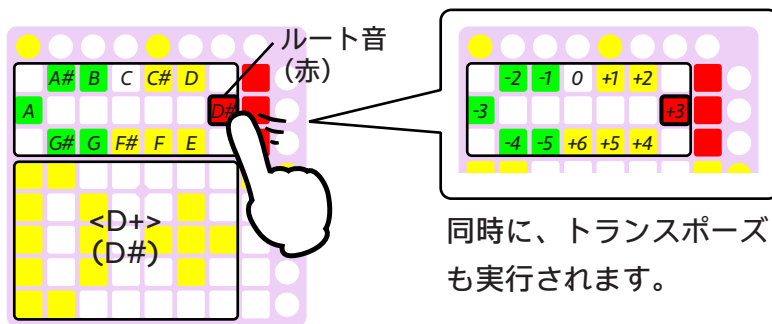 ルート音
(赤)
A# B C C# D
A D#
G# G F# F E
<D+>
(D#)
-2 -1 0 +1 +2
-3 +3
-4 -5 +6 +5 +4
同時に、トランスポーズ
も実行されます。